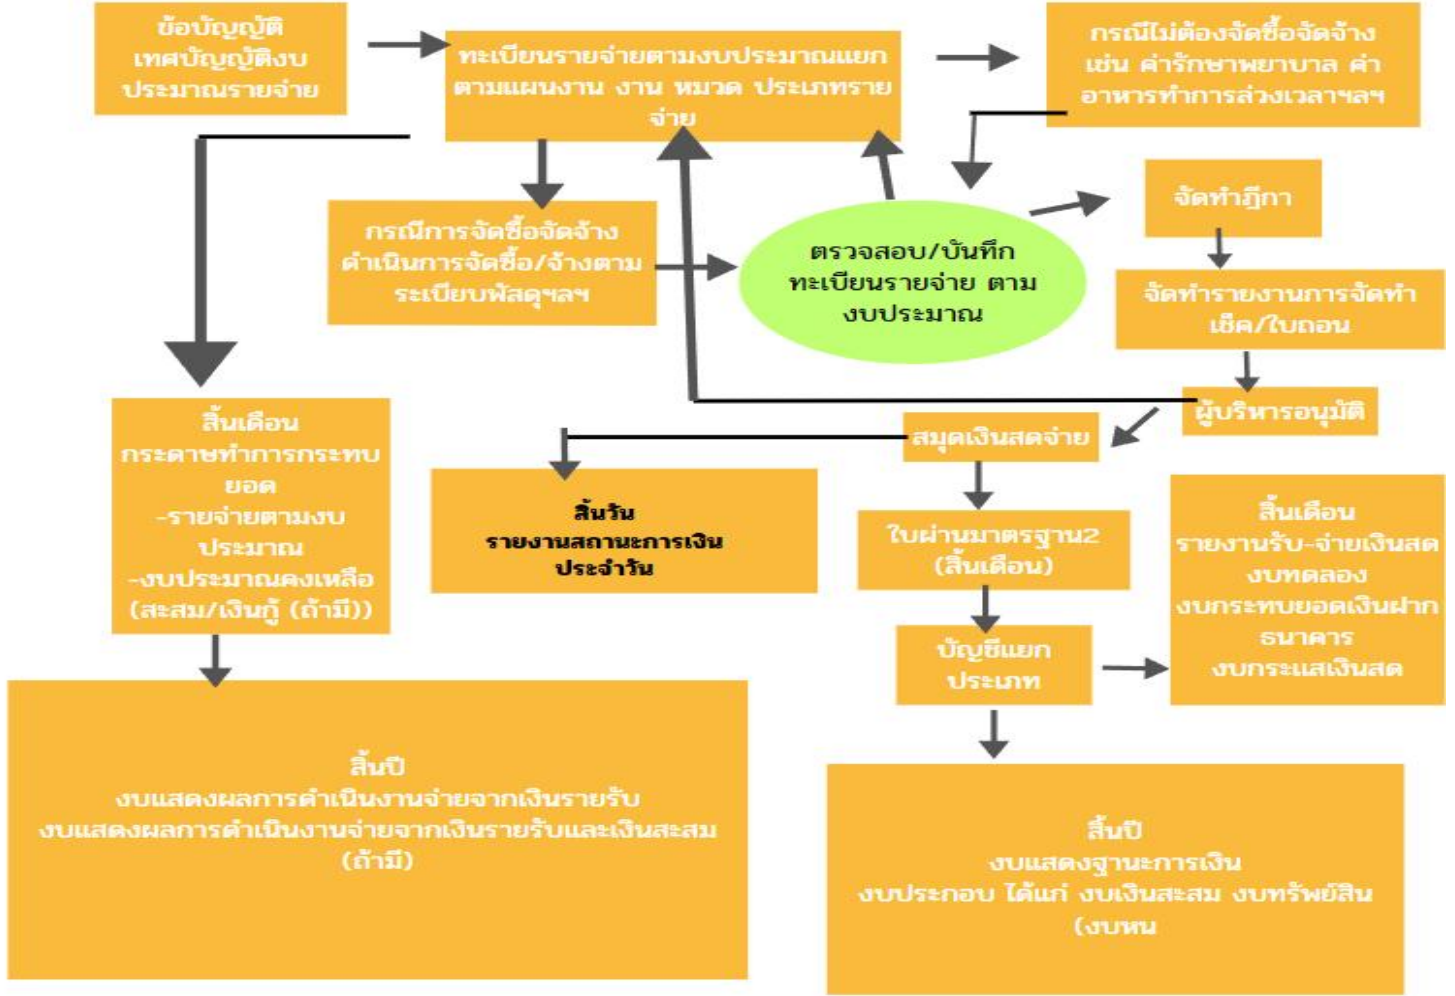 ข้อบัญญัติ
เทศบัญญัติงบ
ประมาณรายจ่าย
ทะเบียนรายจ่ายตามงบประมาณแยก
ตามแผนงาน งาน หมวด ประเภทราย
จ่าย
กรณีไม่ต้องจัดซื้อจัดจ้าง
เช่น ค่ารักษาพยาบาล ค่า
อาหารทำการล่วงเวลาฯลฯ
กรณีการจัดซื้อจัดจ้าง
ดำเนินการจัดซื้อ/จ้างตาม
ระเบียบพัสดุฯลฯ
ตรวจสอบ/บันทึก
ทะเบียนรายจ่าย ตาม
งบประมาณ
จัดทำฎีกา
จัดทำรายงานการจัดทำ
เช็ค/ใบถอน
ผู้บริหารอนุมัติ
สมุดเงินสดจ่าย
สิ้นเดือน
กระดาษทำการกระทบ
ยอด
-รายจ่ายตามงบ
ประมาณ
-งบประมาณคงเหลือ
(สะสม/เงินกู้ (ถ้ามี))
สิ้นวัน
รายงานสถานะการเงิน
ประจำวัน
ใบผ่านมาตรฐาน2
(สิ้นเดือน)
สิ้นเดือน
รายงานรับ-จ่ายเงินสด
งบทดลอง
งบกระทบยอดเงินฝาก
ธนาคาร
งบกระแสเงินสด
บัญชีแยก
ประเภท
สิ้นปี
งบแสดงผลการดำเนินงานจ่ายจากเงินรายรับ
งบแสดงผลการดำเนินงานจ่ายจากเงินรายรับและเงินสะสม
(ถ้ามี)
สิ้นปี
งบแสดงฐานะการเงิน
งบประกอบ ได้แก่ งบเงินสะสม งบทรัพย์สิน
(งบหน